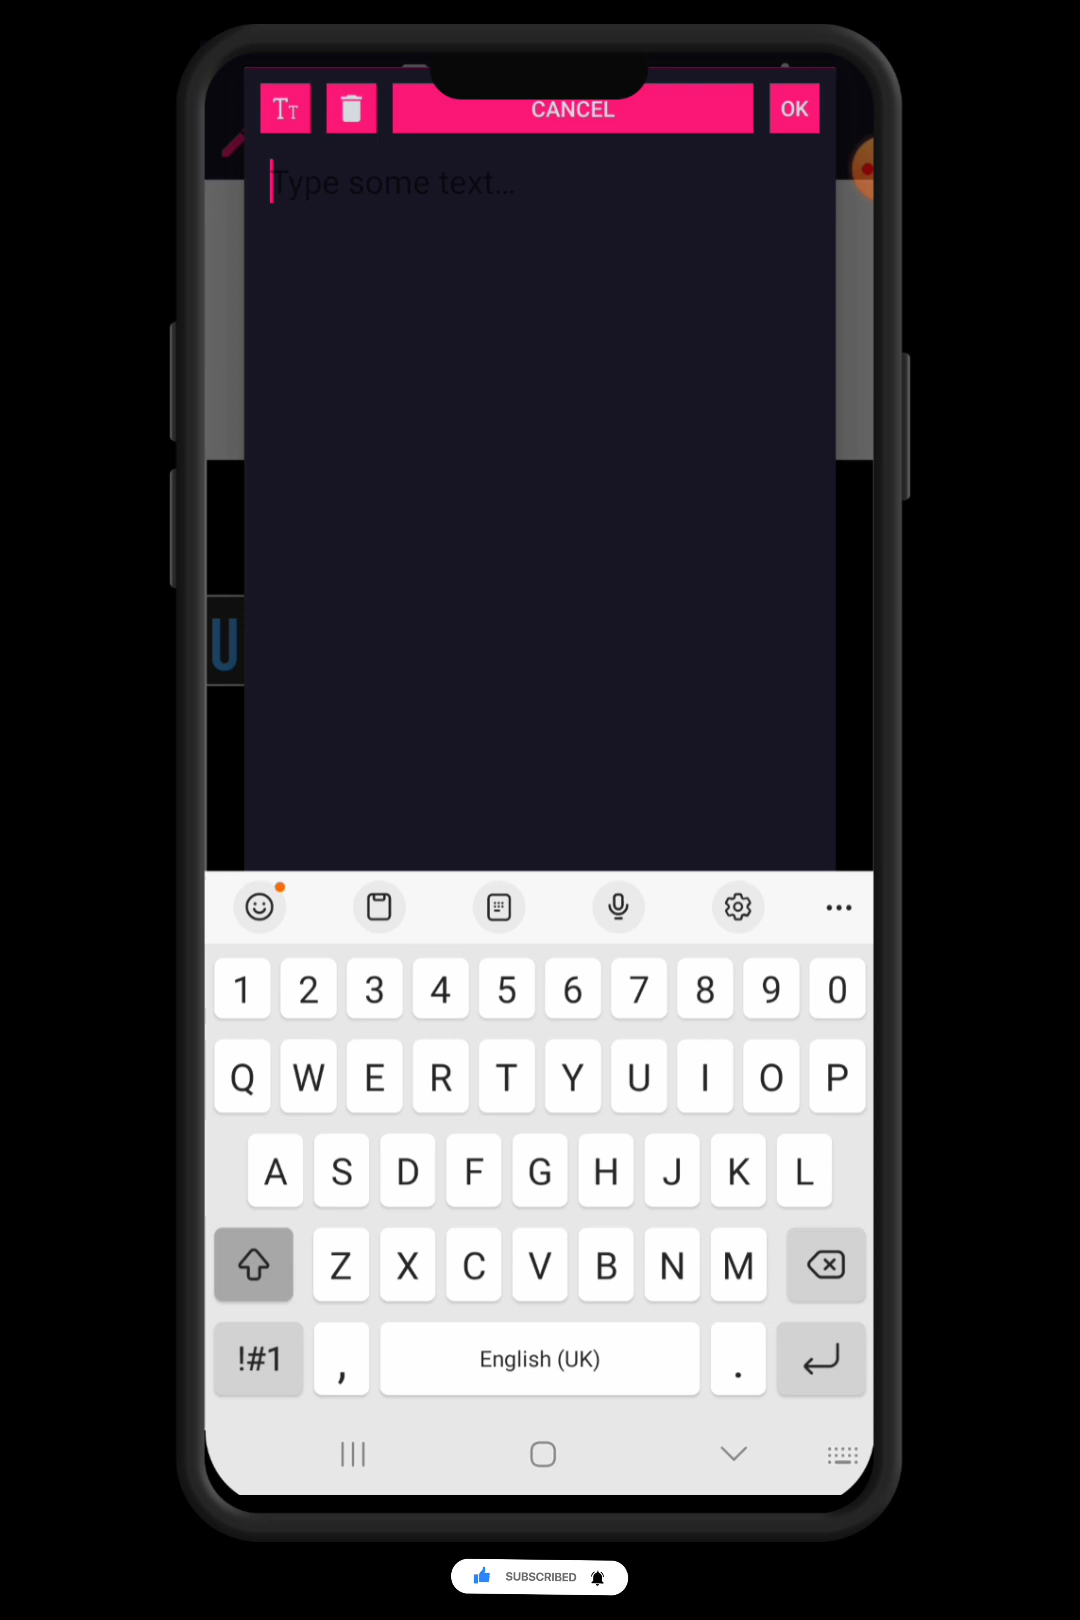 TT
CANCEL
OK
Type some text...
U
1 2 3 4 5 6 7 8 9 0
Q W E R T Y U I O P
A S D F G H J K L
Z X C V B N M
!#1 , English (UK) .
SUBSCRIBED